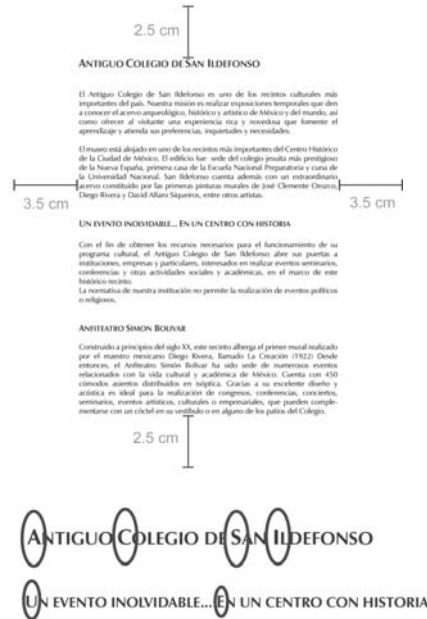 2.5 cm
ANTIGUO COLEGIO DE SAN ILDEFONSO
El Antiguo Colegio de San Ildefonso es uno de los recintos culturales más
importantes del país. Nuestra misión es realizar exposiciones temporales que den
a conocer el acervo arqueológico, histórico y artístico de México y del mundo, así
como ofrecer al visitante una experiencia rica y novedosa que fomente el
aprendizaje y atienda sus preferencias, inquietudes y necesidades.
El museo está alojado en uno de los recintos más importantes del Centro Histórico
de la Ciudad de México. El edificio fue sede del colegio jesuita más prestigioso
de la Nueva España, primera casa de la Escuela Nacional Preparatoria y cuna de
la Universidad Nacional. San Ildefonso cuenta además con un extraordinario
acervo constituido por las primeras pinturas murales de José Clemente Orozco,
Diego Rivera y David Alfaro Siqueiros, entre otros artistas.
3.5 cm
3.5 cm
UN EVENTO INOLVIDABLE... EN UN CENTRO CON HISTORIA
Con el fin de obtener los recursos necesarios para el funcionamiento de su
programa cultural, el Antiguo Colegio de San Ildefonso abre sus puertas a
instituciones, empresas y particulares, interesados en realizar eventos seminarios,
conferencias y otras actividades sociales y académicas, en el marco de este
histórico recinto.
La normativa de nuestra institución no permite la realización de eventos políticos
o religiosos.
ANFITEATRO SIMON BOLIVAR
Construido a principios del siglo XX, este recinto alberga el primer mural realizado
por el maestro mexicano Diego Rivera, llamado La Creación (1922) Desde
entonces, el Anfiteatro Simón Bolívar ha sido sede de numerosos eventos
relacionados con la vida cultural y académica de México. Cuenta con 450
cómodos asientos distribuidos en isóptica. Gracias a su excelente diseño y
acústica es ideal para la realización de congresos, conferencias, conciertos,
seminarios, eventos artísticos, culturales o empresariales, que pueden comple-
mentarse con un cóctel en su vestíbulo o en alguno de los patios del Colegio.
2.5 cm
ANTIGUO COLEGIO DE SAN ILDEFONSO
UN EVENTO INOLVIDABLE... EN UN CENTRO CON HISTORIA